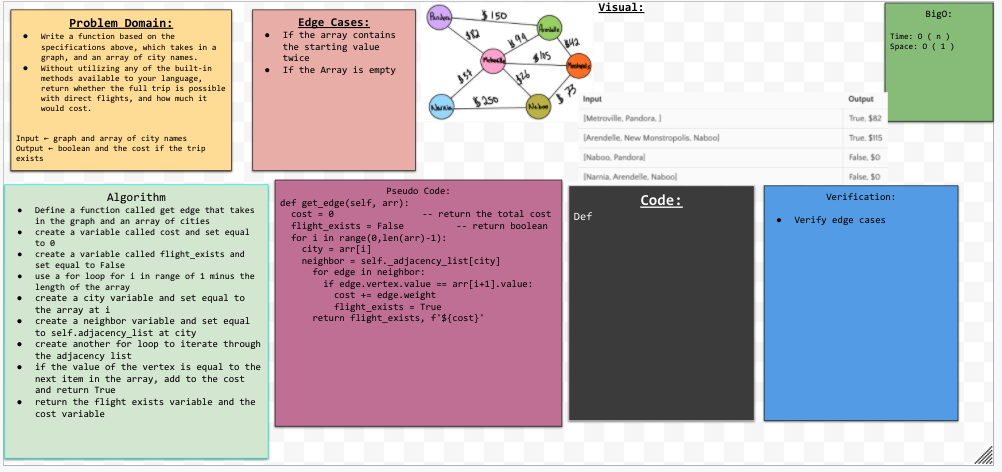 Problem Domain:
● Write a function based on the
specifications above, which takes in a
graph, and an array of city names.
● Without utilizing any of the built-in
methods available to your language,
return whether the full trip is possible
with direct flights, and how much it
would cost.
Input ← graph and array of city names
Output ← boolean and the cost if the trip
exists
Edge Cases:
● If the array contains
the starting value
twice
● If the Array is empty
Visual:
Pandora
$150
Arendelle
$82
$99
$42
Metroville
$105
Monstropolis
$37
$26
$73
Narnia
$250
Naboo
Input Output
[Metroville, Pandora, ] True, $82
[Arendelle, New Monstropolis, Naboo] True, $115
[Naboo, Pandora] False, $0
[Narnia, Arendelle, Naboo] False, $0
BigO:
Time: O ( n )
Space: O ( 1 )
Algorithm
● Define a function called get edge that takes
in the graph and an array of cities
● create a variable called cost and set equal
to 0
● create a variable called flight_exists and
set equal to False
● use a for loop for i in range of 1 minus the
length of the array
● create a city variable and set equal to
the array at i
● create a neighbor variable and set equal
to self.adjacency_list at city
● create another for loop to iterate through
the adjacency list
● if the value of the vertex is equal to the
next item in the array, add to the cost
and return True
● return the flight exists variable and the
cost variable
Pseudo Code:
def get_edge(self, arr):
cost = 0 -- return the total cost
flight_exists = False -- return boolean
for i in range(0,len(arr)-1):
city = arr[i]
neighbor = self._adjacency_list[city]
for edge in neighbor:
if edge.vertex.value == arr[i+1].value:
cost += edge.weight
flight_exists = True
return flight_exists, f'${cost}'
Code:
Def
Verification:
● Verify edge cases